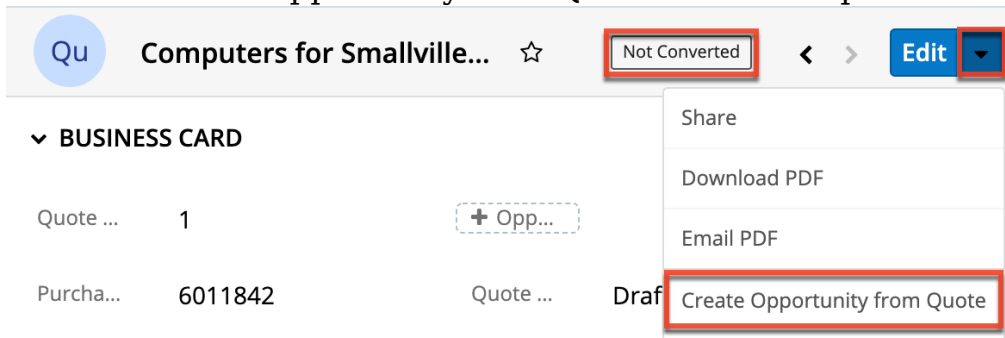 Qu Computers for Smallville... Not Converted Edit
Share
BUSINESS CARD
Download PDF
Quote ... 1 + Opp...
Email PDF
Purcha... 6011842 Quote ... Draf
Create Opportunity from Quote